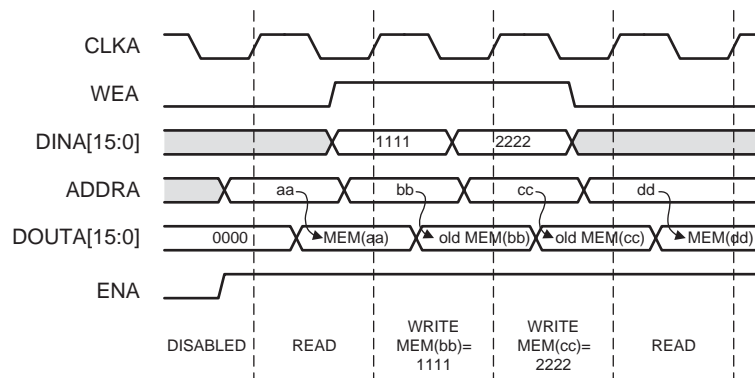 CLKA
WEA
DINA[15:0] 1111 2222
ADDRA aa bb cc dd
DOUTA[15:0] 0000 MEM(aa) old MEM(bb) old MEM(cc) MEM(dd)
ENA
DISABLED READ WRITE MEM(bb)= 1111 WRITE MEM(cc)= 2222 READ